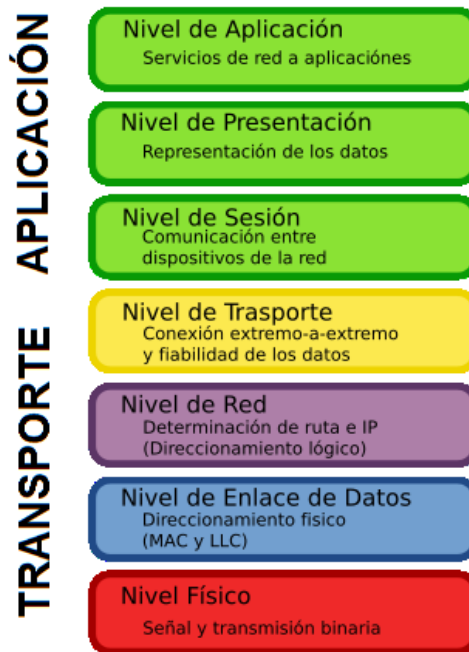 APLICACIÓN
Nivel de Aplicación
Servicios de red a aplicaciónes
Nivel de Presentación
Representación de los datos
Nivel de Sesión
Comunicación entre
dispositivos de la red
TRANSPORTE
Nivel de Trasporte
Conexión extremo-a-extremo
y fiabilidad de los datos
Nivel de Red
Determinación de ruta e IP
(Direccionamiento lógico)
Nivel de Enlace de Datos
Direccionamiento fisico
(MAC y LLC)
Nivel Físico
Señal y transmisión binaria